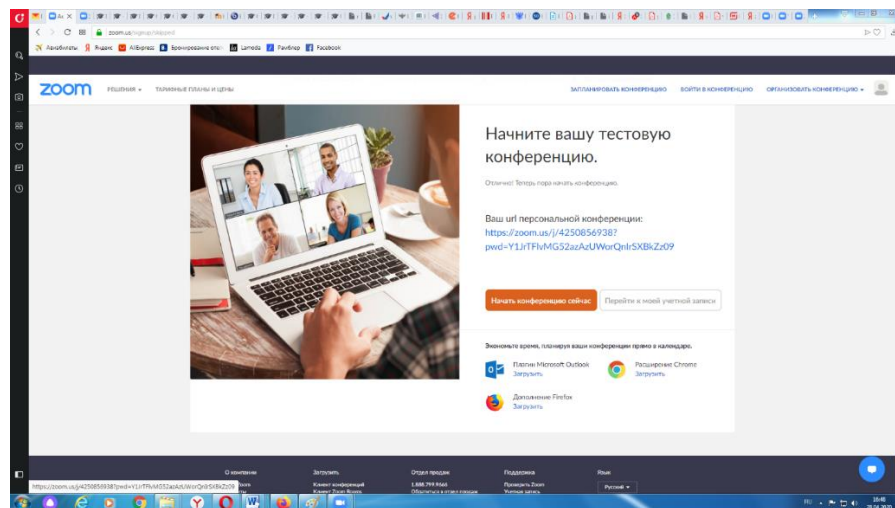 zoom.us/signup/second
Авиабилеты Яндекс AliExpress Бронирование отел Lamoda Рамблер Facebook
zoom РЕШЕНИЯ ТАРИФНЫЕ ПЛАНЫ И ЦЕНЫ ЗАПЛАНИРОВАТЬ КОНФЕРЕНЦИЮ ВОЙТИ В КОНФЕРЕНЦИЮ ОРГАНИЗОВАТЬ КОНФЕРЕНЦИЮ
zoom
Начните вашу тестовую
конференцию.
Отлично! Теперь пора начать конференцию.
Ваш url персональной конференции:
https://zoom.us/j/4250856938?
pwd=Y1JrTFlvMG52azAzUWorQnlrSXBkZz09
Начать конференцию сейчас Перейти к моей учетной записи
Экономьте время, планируя ваши конференции прямо в календаре.
Плагин Microsoft Outlook Расширение Chrome
Загрузить Загрузить
Дополнение Firefox
Загрузить
О компании Загрузить Отдел продаж Поддержка Язык
Клиент конференций 1.888.799.9666 Проверить Zoom
Клиент Zoom Rooms Обратиться в отдел продаж Учетная запись
Русский
https://zoom.us/j/4250856938?pwd=Y1JrTFlvMG52azAzUWorQnlrSXBkZz09
RU